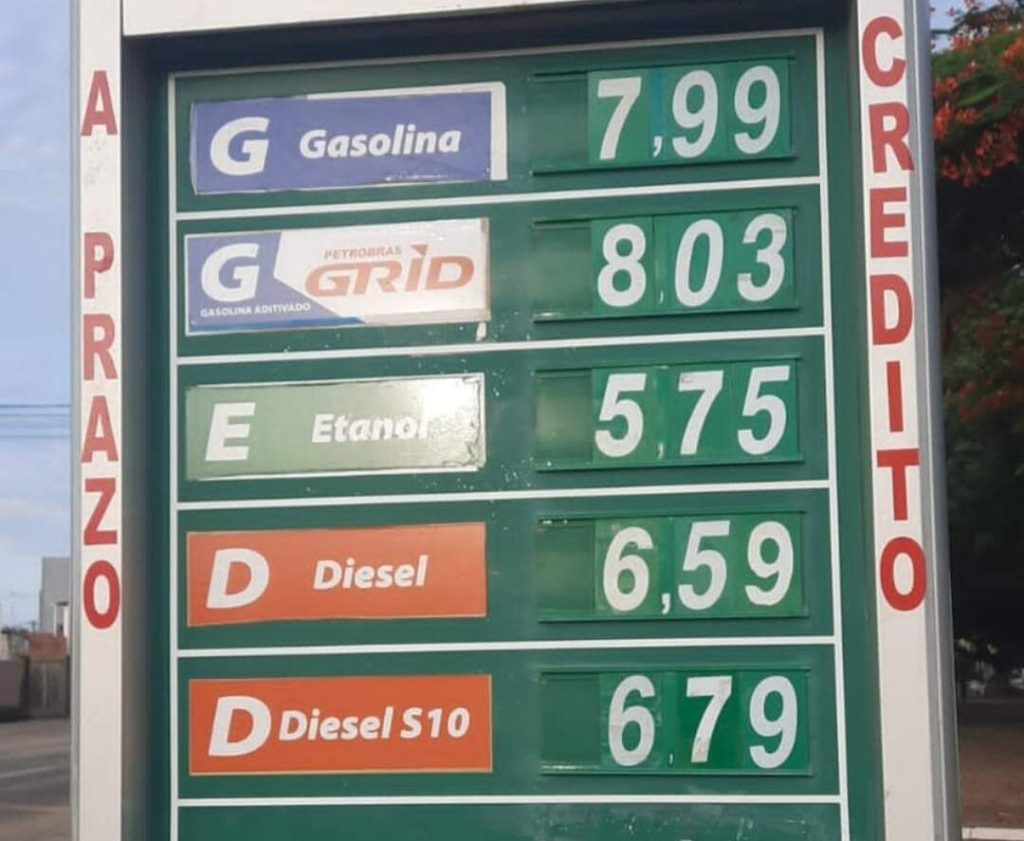 A PRAZO
G Gasolina 7,99
G PETROBRAS GRID 8,03
GASOLINA ADITIVADO
E Etanol 5,75
D Diesel 6,59
D Diesel S10 6,79
CREDITO